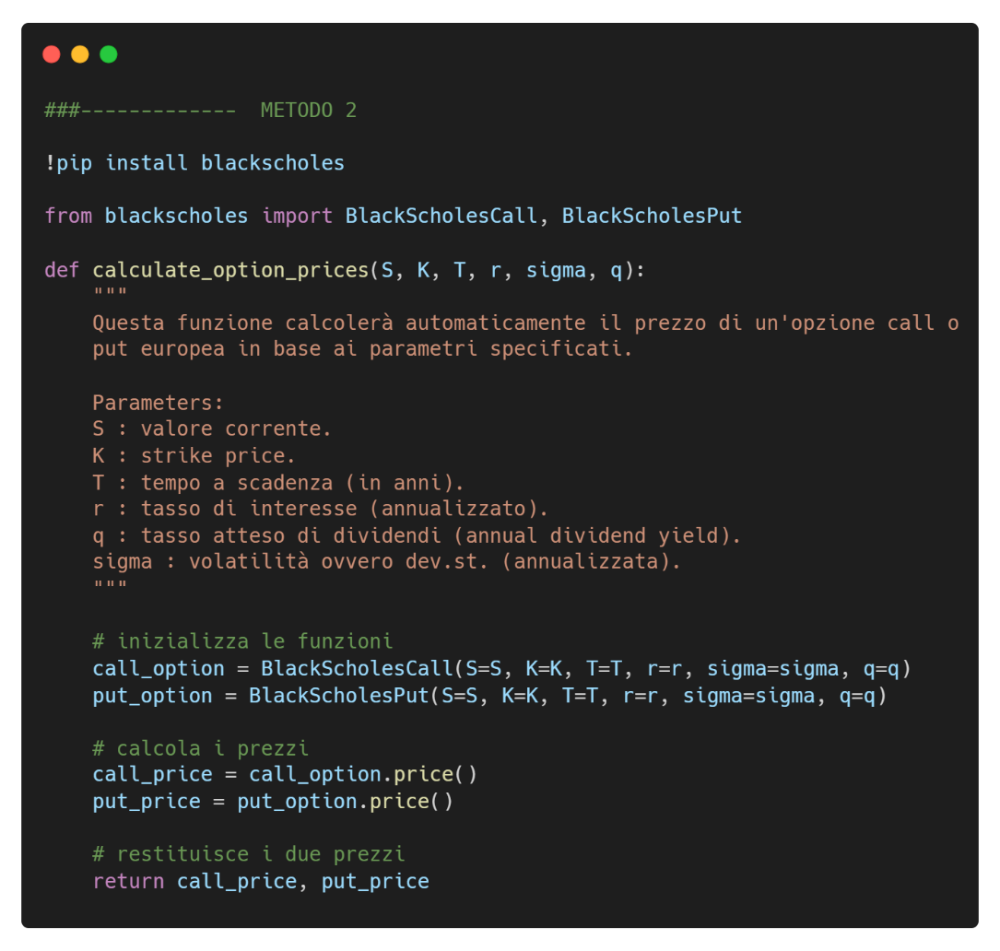 ###-------------  METODO 2
!pip install blackscholes
from blackscholes import BlackScholesCall, BlackScholesPut
def calculate_option_prices(S, K, T, r, sigma, q):
    """
    Questa funzione calcolerà automaticamente il prezzo di un'opzione call o
    put europea in base ai parametri specificati.
    Parameters:
    S : valore corrente.
    K : strike price.
    T : tempo a scadenza (in anni).
    r : tasso di interesse (annualizzato).
    q : tasso atteso di dividendi (annual dividend yield).
    sigma : volatilità ovvero dev.st. (annualizzata).
    """
    # inizializza le funzioni
    call_option = BlackScholesCall(S=S, K=K, T=T, r=r, sigma=sigma, q=q)
    put_option = BlackScholesPut(S=S, K=K, T=T, r=r, sigma=sigma, q=q)
    # calcola i prezzi
    call_price = call_option.price()
    put_price = put_option.price()
    # restituisce i due prezzi
    return call_price, put_price